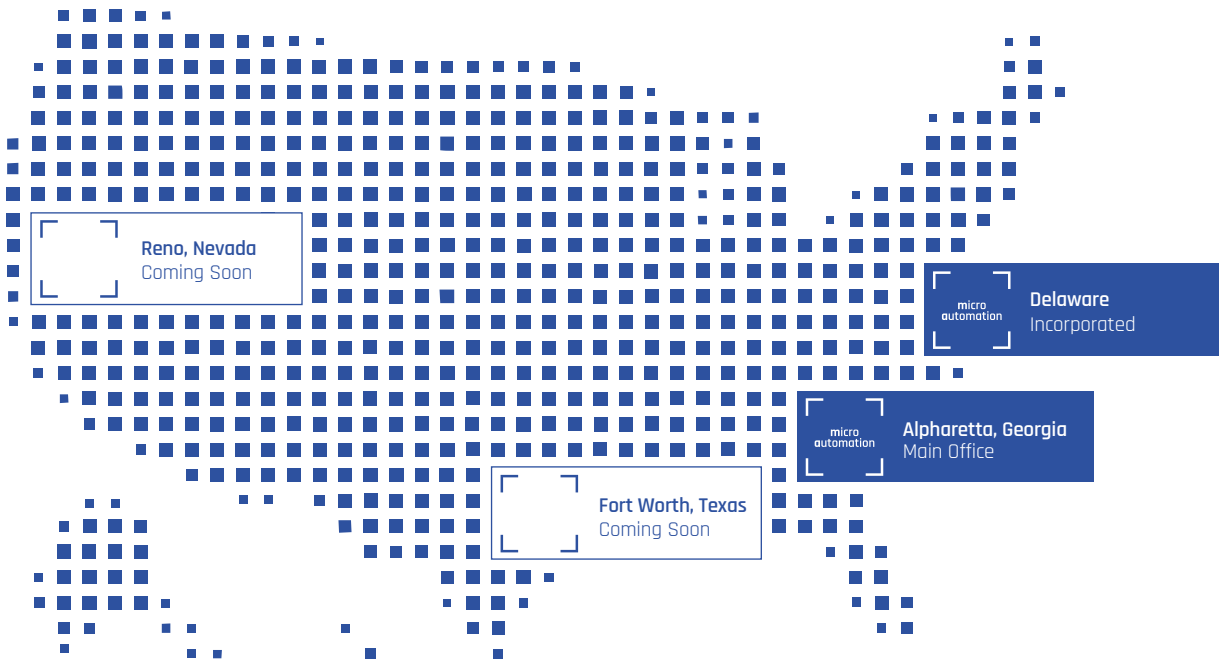 Reno, Nevada
Coming Soon
micro
automation
Delaware
Incorporated
micro
automation
Alpharetta, Georgia
Main Office
Fort Worth, Texas
Coming Soon